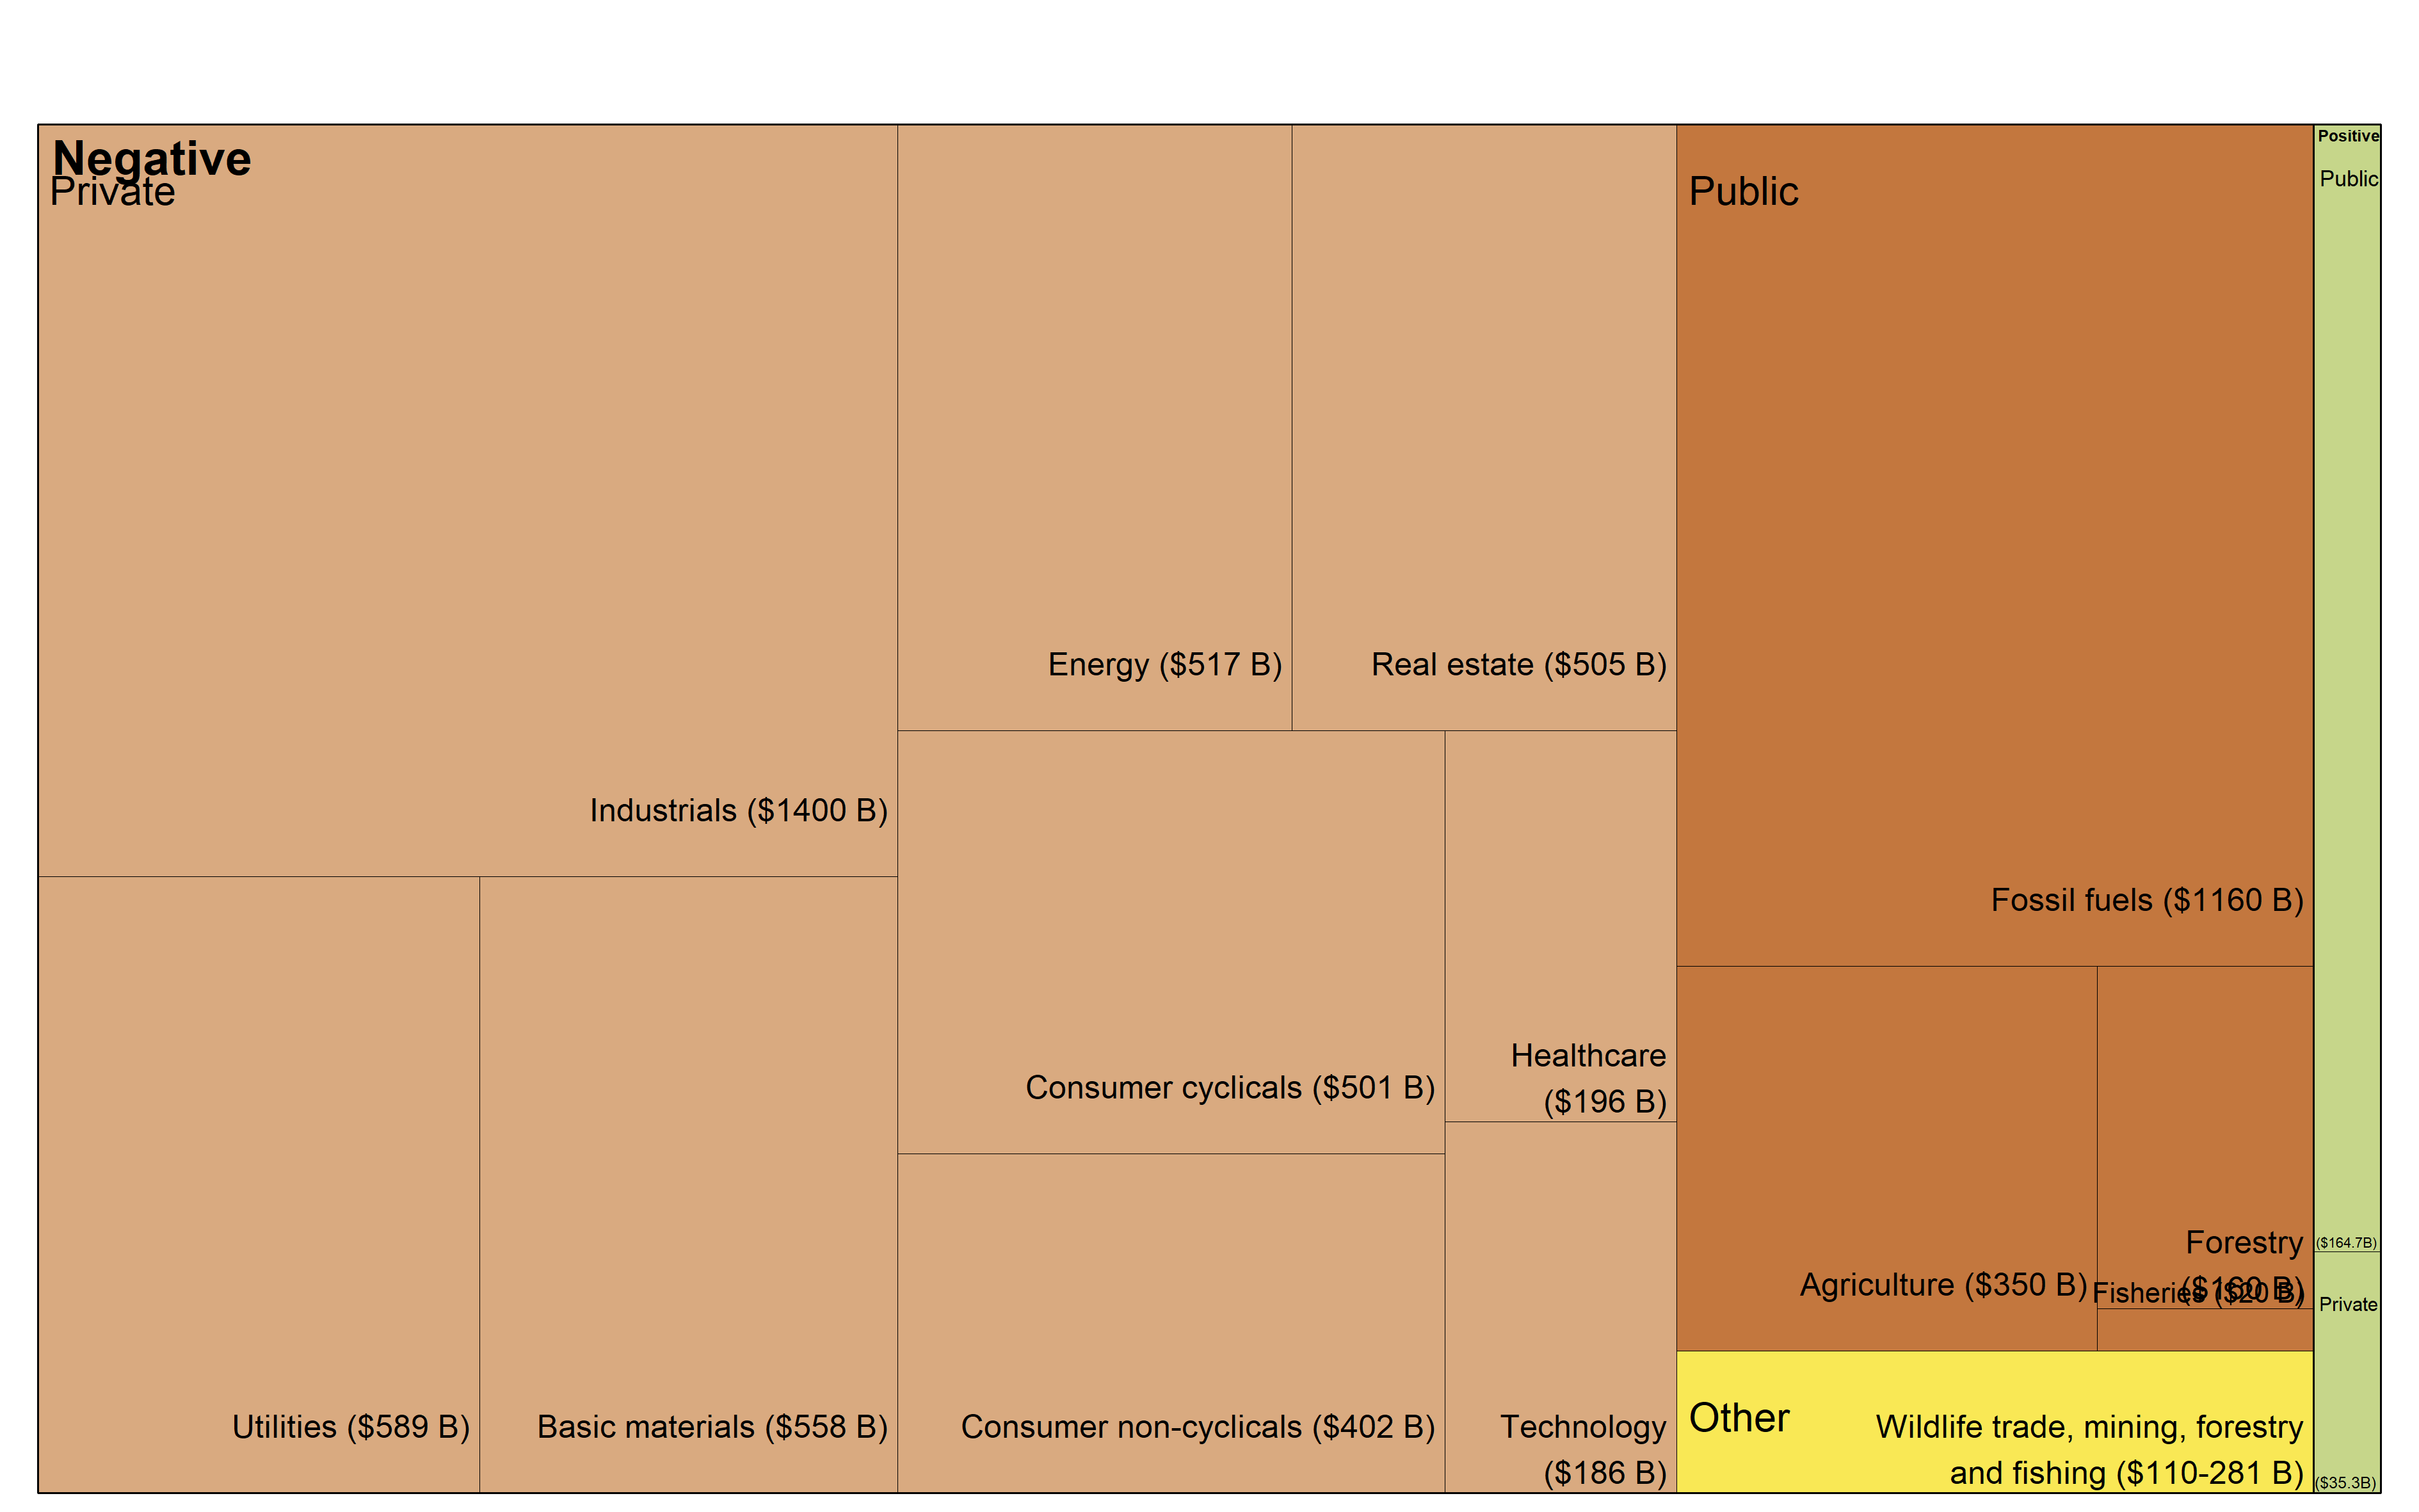 Negative
Private
Industrials ($1400 B)
Utilities ($589 B)
Basic materials ($558 B)
Energy ($517 B)
Real estate ($505 B)
Consumer cyclicals ($501 B)
Healthcare
($196 B)
Consumer non-cyclicals ($402 B)
Technology
($186 B)
Public
Fossil fuels ($1160 B)
Agriculture ($350 B)
Forestry
($160 B)
Fisheries ($20 B)
Other
Wildlife trade, mining, forestry
and fishing ($110-281 B)
Positive
Public
($164.7B)
Private
($35.3B)